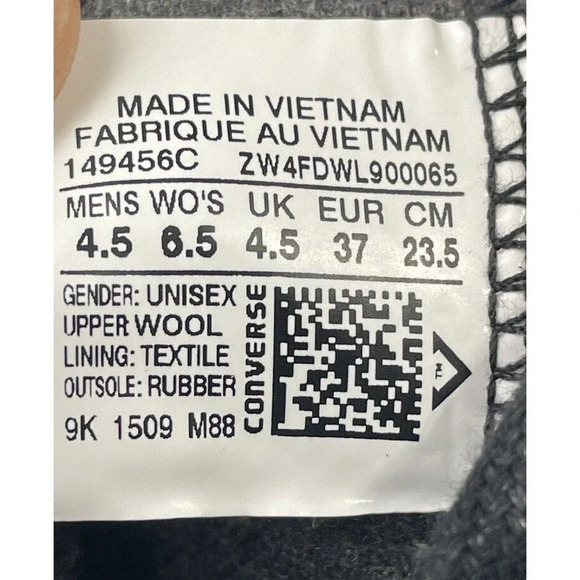 MADE IN VIETNAM
FABRIQUE AU VIETNAM
149456C ZW4FDWL900065
MENS WO'S UK EUR CM
4.5 6.5 4.5 37 23.5
GENDER: UNISEX
UPPER WOOL
LINING: TEXTILE
OUTSOLE: RUBBER
9K 1509 M88
CONVERSE
TM